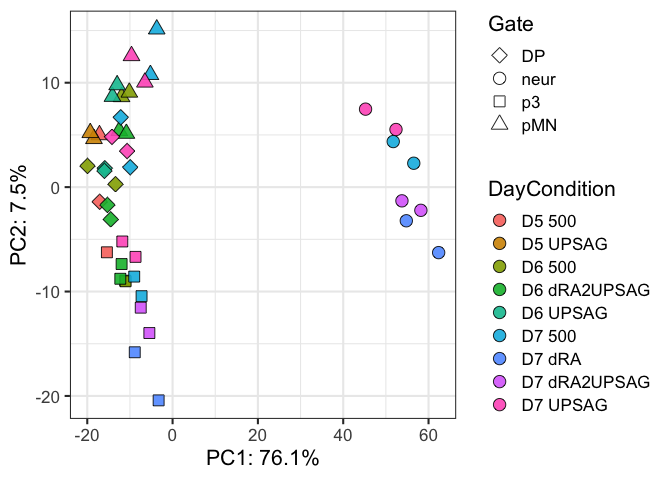 10
0
-10
-20
PC2: 7.5%
-20 0 20 40 60
PC1: 76.1%
Gate
DP
neur
p3
pMN
DayCondition
D5 500
D5 UPSAG
D6 500
D6 dRA2UPSAG
D6 UPSAG
D7 500
D7 dRA
D7 dRA2UPSAG
D7 UPSAG